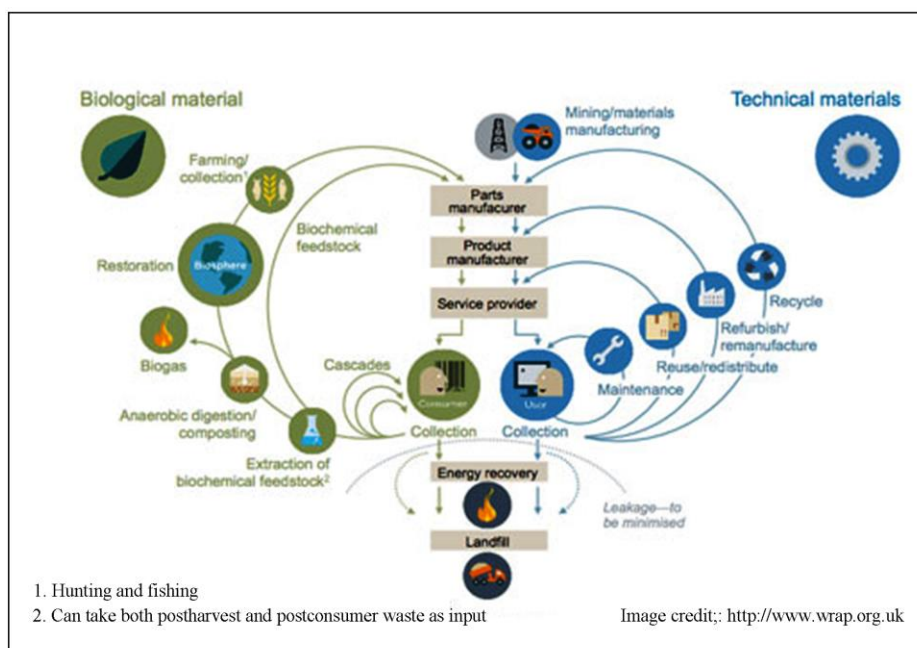 Biological material
Technical materials
Mining/materials
manufacturing
Farming/
collection¹
Parts
manufacurer
Biochemical
feedstock
Product
manufacturer
Restoration
Biosphere
Service provider
Recycle
Refurbish/
remanufacture
Reuse/redistribute
Maintenance
Biogas
Cascades
Consumer
User
Anaerobic digestion/
composting
Collection
Collection
Extraction of
biochemical feedstock²
Energy recovery
Leakage—to
be minimised
Landfill
1. Hunting and fishing
2. Can take both postharvest and postconsumer waste as input
Image credit;: http://www.wrap.org.uk